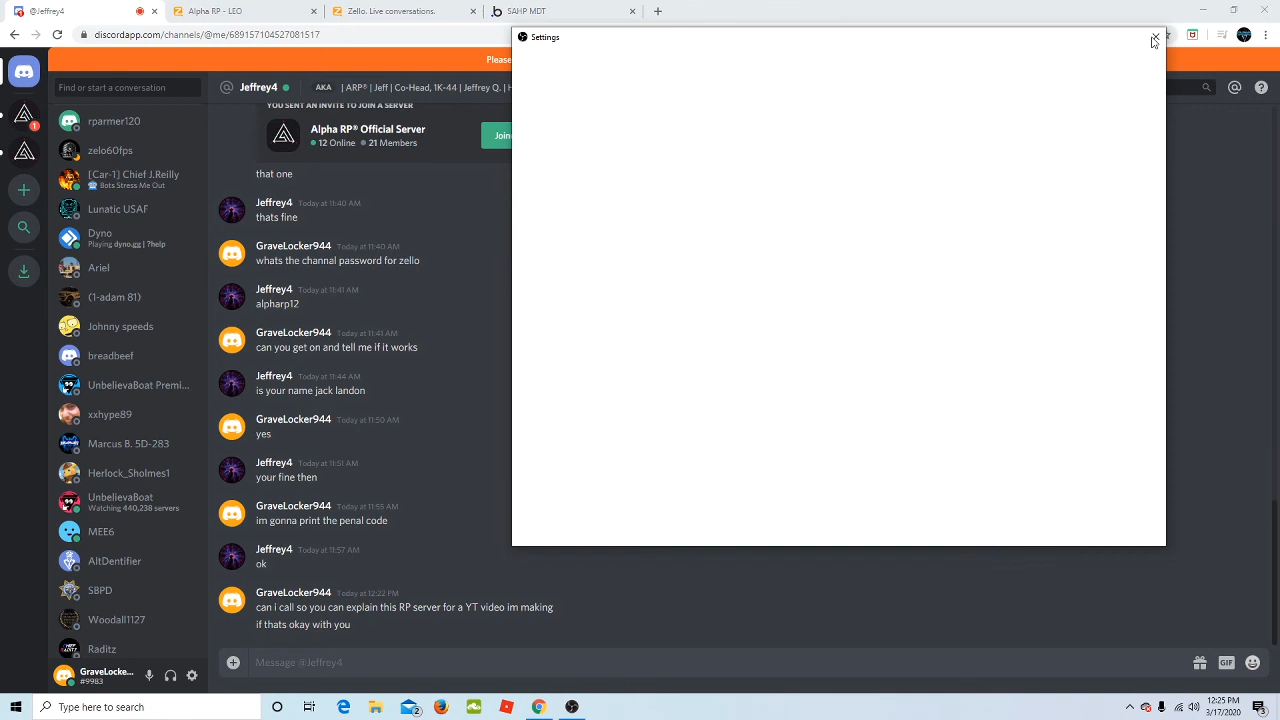 @Jeffrey4
Alpha RP - LEO
Zello. Live conversations.
SAHP MDT
discordapp.com/channels/@me/689157104527081517
Settings
Please
Find or start a conversation
Jeffrey4
AKA
| ARP® | Jeff | Co-Head, 1K-44 | Jeffrey Q. | H
1
rparmer120
zelo60fps
[Car-1] Chief J.Reilly
Bots Stress Me Out
Lunatic USAF
Dyno
Playing dyno.gg | ?help
Ariel
(1-adam 81)
Johnny speeds
breadbeef
UnbelievaBoat Premi...
xxhype89
Marcus B. 5D-283
Herlock_Sholmes1
UnbelievaBoat
Watching 440,238 servers
MEE6
AltDentifier
SBPD
Woodall1127
Raditz
GraveLocke...
#9983
YOU SENT AN INVITE TO JOIN A SERVER
Alpha RP® Official Server
12 Online 21 Members
Join
that one
Jeffrey4 Today at 11:40 AM
thats fine
GraveLocker944 Today at 11:40 AM
whats the channal password for zello
Jeffrey4 Today at 11:41 AM
alpharp12
GraveLocker944 Today at 11:41 AM
can you get on and tell me if it works
Jeffrey4 Today at 11:44 AM
is your name jack landon
GraveLocker944 Today at 11:50 AM
yes
Jeffrey4 Today at 11:51 AM
your fine then
GraveLocker944 Today at 11:55 AM
im gonna print the penal code
Jeffrey4 Today at 11:57 AM
ok
GraveLocker944 Today at 12:22 PM
can i call so you can explain this RP server for a YT video im making
if thats okay with you
Message @Jeffrey4
GIF
Type here to search
2
12:25 PM
3/17/2020
1